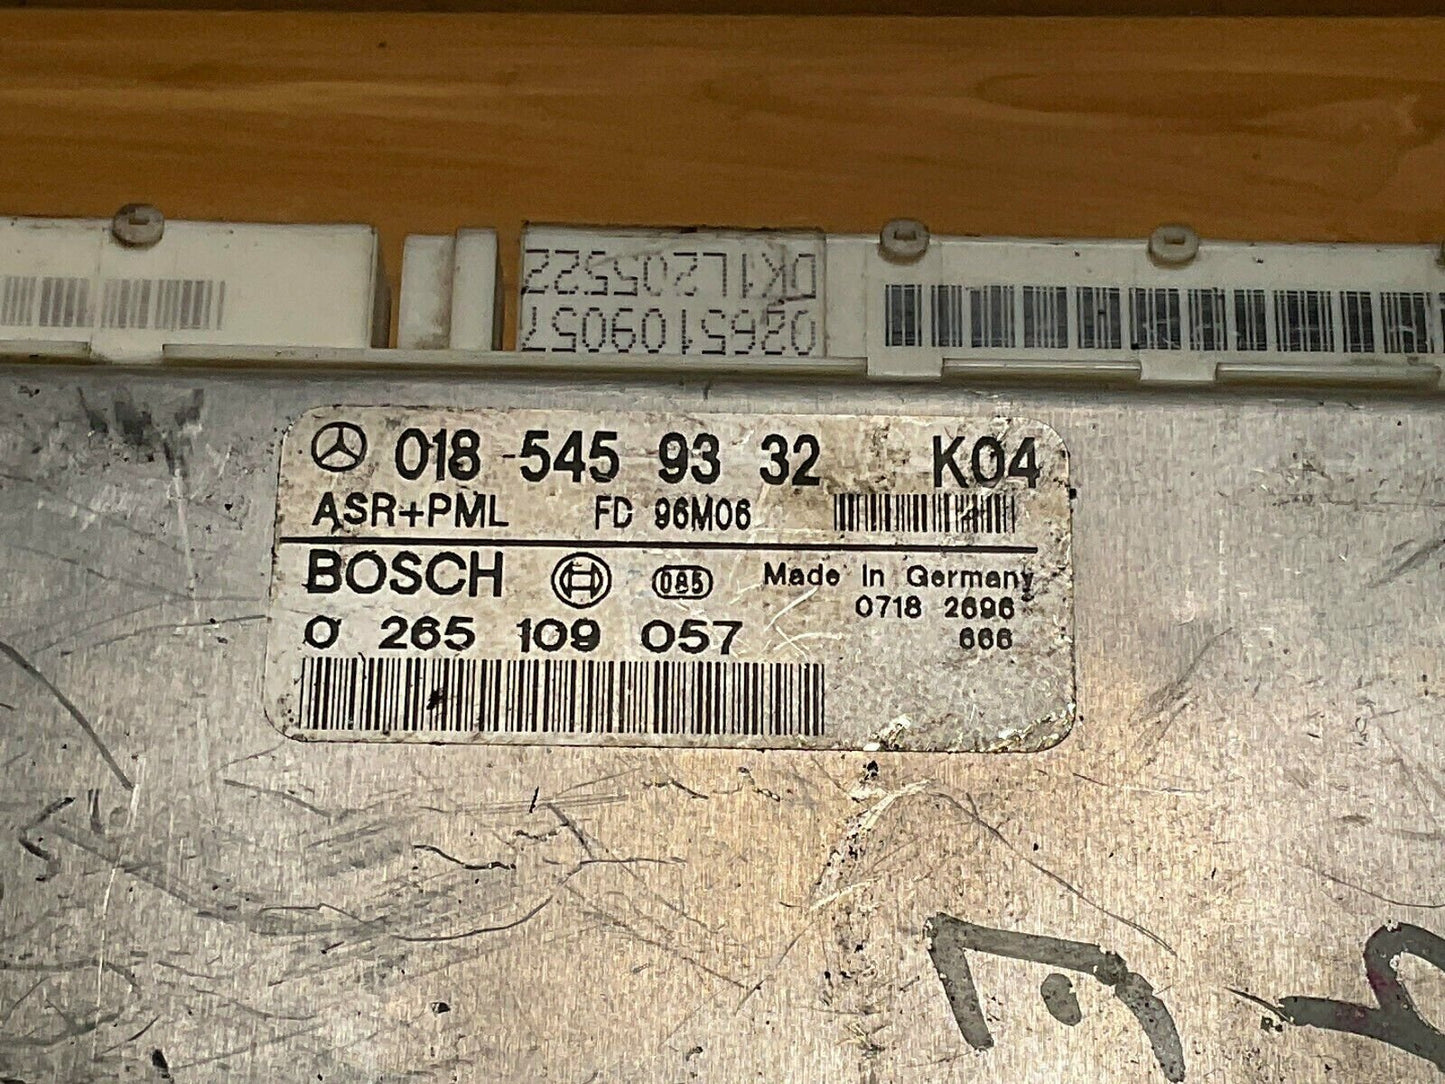 DK1L205522
0265109057
018 545 93 32 K04
ASR+PML FD 96M06
BOSCH 085 Made In Germany
0718 2696
0 265 109 057 666